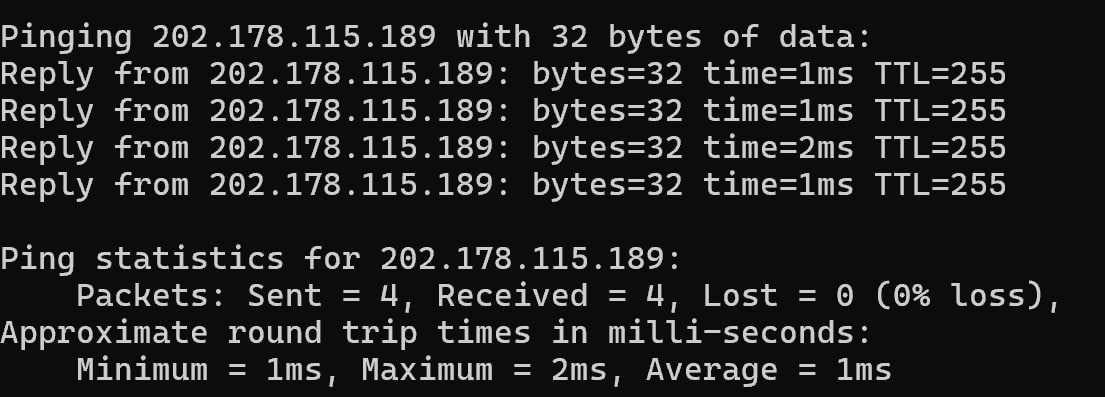 Pinging 202.178.115.189 with 32 bytes of data:
Reply from 202.178.115.189: bytes=32 time=1ms TTL=255
Reply from 202.178.115.189: bytes=32 time=1ms TTL=255
Reply from 202.178.115.189: bytes=32 time=2ms TTL=255
Reply from 202.178.115.189: bytes=32 time=1ms TTL=255

Ping statistics for 202.178.115.189:
    Packets: Sent = 4, Received = 4, Lost = 0 (0% loss),
Approximate round trip times in milli-seconds:
    Minimum = 1ms, Maximum = 2ms, Average = 1ms